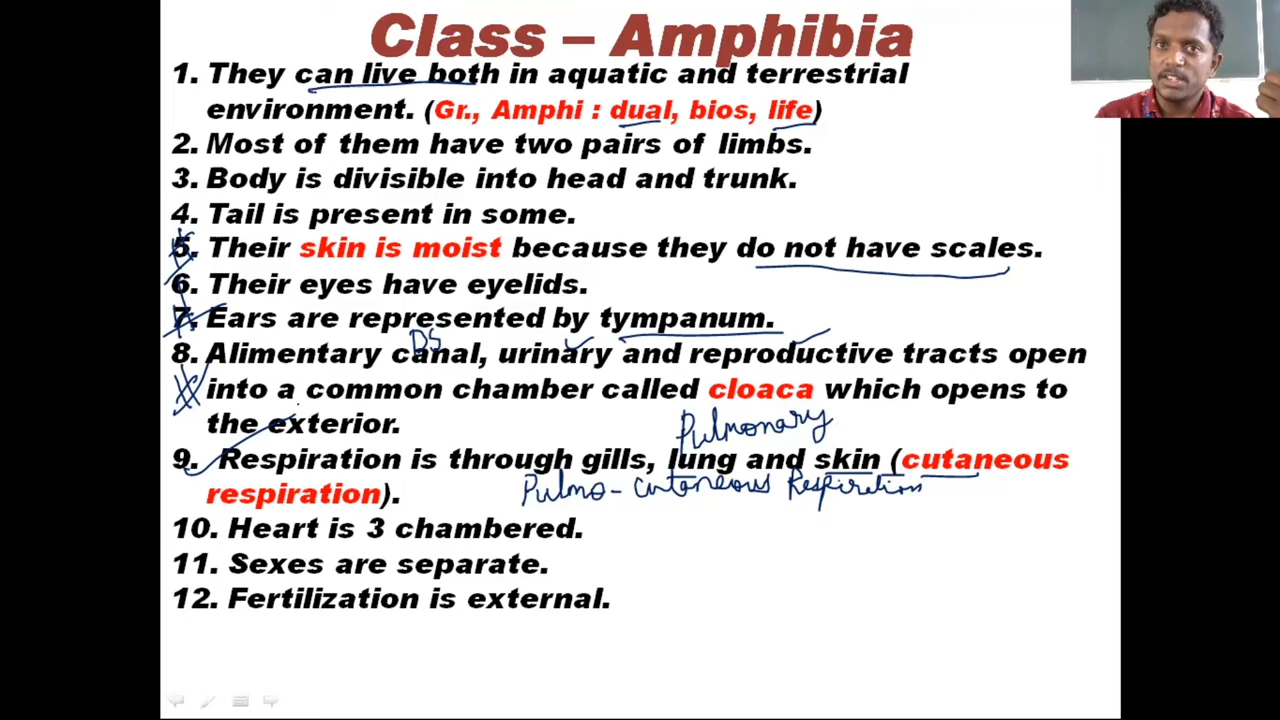 Class – Amphibia
1. They can live both in aquatic and terrestrial
environment. (Gr., Amphi : dual, bios, life)
2. Most of them have two pairs of limbs.
3. Body is divisible into head and trunk.
4. Tail is present in some.
5. Their skin is moist because they do not have scales.
6. Their eyes have eyelids.
7. Ears are represented by tympanum.
DS
8. Alimentary canal, urinary and reproductive tracts open
into a common chamber called cloaca which opens to
the exterior.
Pulmonary
9. Respiration is through gills, lung and skin (cutaneous
respiration).
Pulmo-cutaneous Respiration
10. Heart is 3 chambered.
11. Sexes are separate.
12. Fertilization is external.